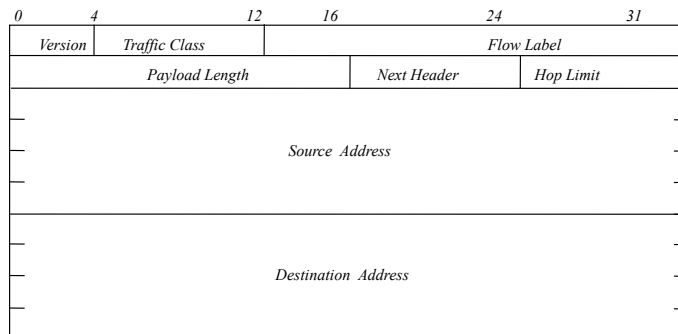 0 4 12 16 24 31
Version Traffic Class Flow Label
Payload Length Next Header Hop Limit
Source Address
Destination Address